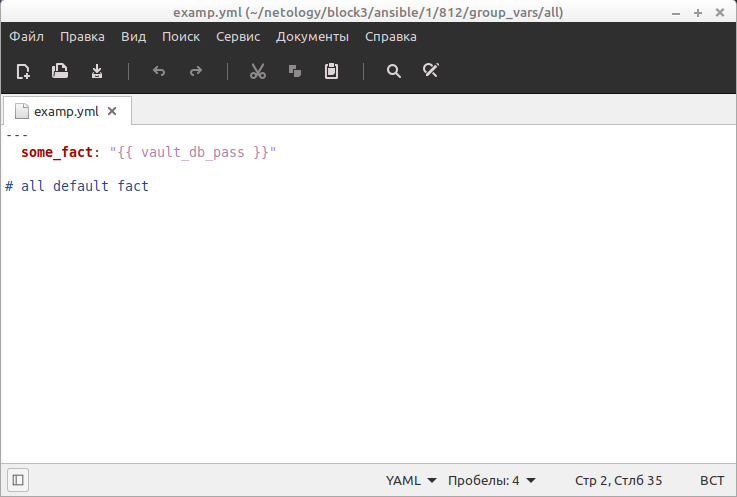 examp.yml (~/netology/block3/ansible/1/812/group_vars/all)
Файл Правка Вид Поиск Сервис Документы Справка
examp.yml
---
  some_fact: "{{ vault_db_pass }}"
# all default fact
YAML Пробелы: 4 Стр 2, Стлб 35 ВСТ